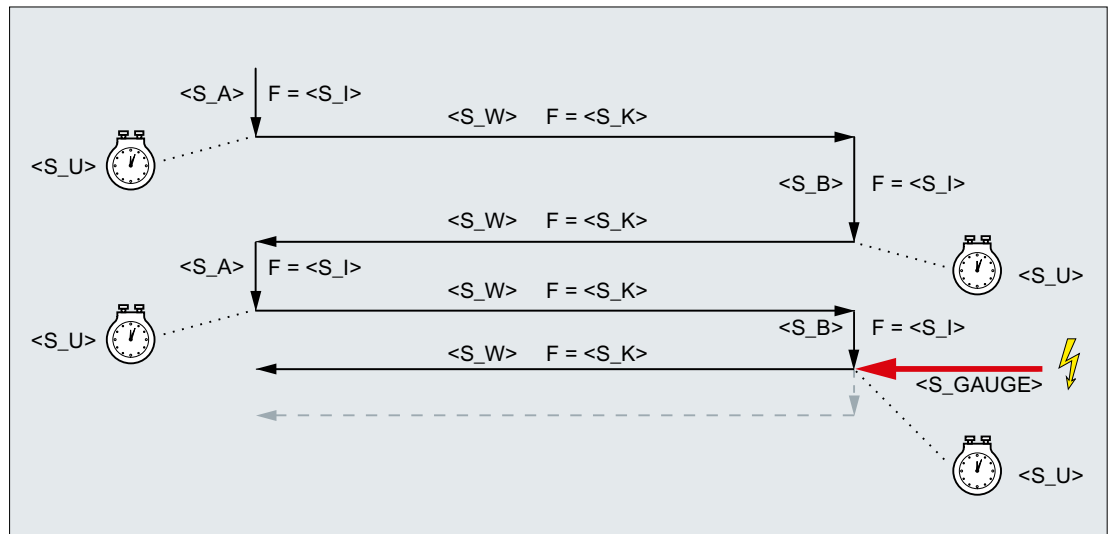 <S_A> F = <S_I>
<S_W> F = <S_K>
<S_U>
<S_B> F = <S_I>
<S_W> F = <S_K>
<S_A> F = <S_I>
<S_U>
<S_W> F = <S_K>
<S_U>
<S_B> F = <S_I>
<S_W> F = <S_K>
<S_GAUGE>
<S_U>